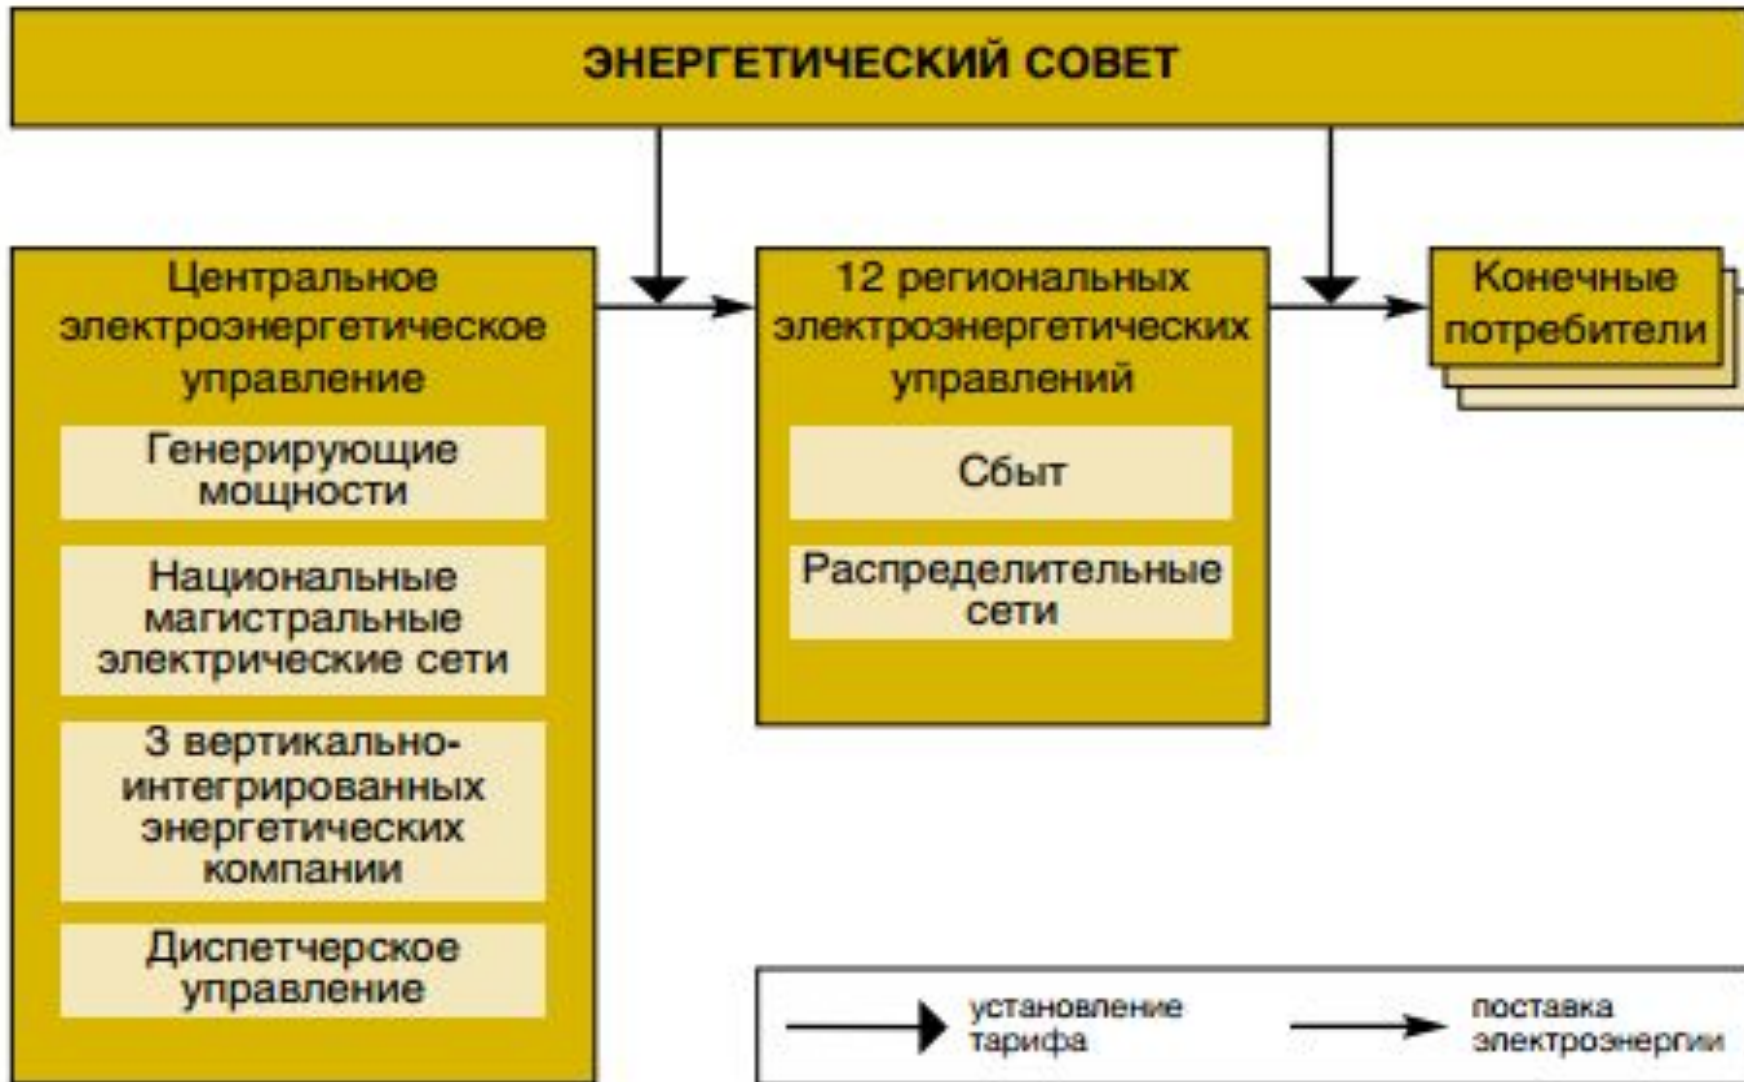 ЭНЕРГЕТИЧЕСКИЙ СОВЕТ
Центральное
электроэнергетическое
управление
Генерирующие
мощности
Национальные
магистральные
электрические сети
3 вертикально-
интегрированных
энергетических
компании
Диспетчерское
управление
12 региональных
электроэнергетических
управлений
Сбыт
Распределительные
сети
Конечные
потребители
установление
тарифа
поставка
электроэнергии